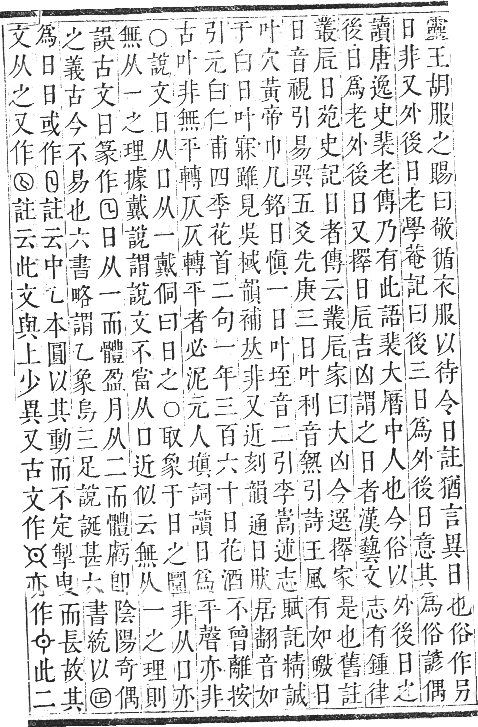 靈王胡服之賜曰敬循衣服以待令日註猶言異日也俗作另
日非又外後日老學菴記曰後三日爲外後日意其爲俗諺偶
讀唐逸史裴老傳乃有此語裴大曆中人也今俗以外後日之
後日爲老外後日又擇日辰吉凶謂之日者漢藝文志有鍾律
叢辰日苑史記日者傳云叢辰家曰大凶今選擇家是也舊註
日音視引易巽五爻先庚三日叶利音熱引詩王風有如皦日
叶穴黃帝巾几銘日愼一日叶垤音二引李嵩述志賦託精誠
于白日叶寐雖見吳棫韻補𠀤非又近刻韻通日肰居翻音如
引元白仁甫四季花首二句一年三百六十日花酒不曾離按
古叶非無平轉仄仄轉平者必泥元人塡詞讀日爲平聲亦非
○說文日从口从一戴侗曰日之○取象于日之圜非从口亦
無从一之理據戴說謂說文不當从口近似云無从一之理則
誤古文日篆作日从一而體盈月从二而體虧卽陰陽奇偶
之義古今不易也六書略謂乙象鳥三足說誕甚六書統以
爲日日或作註云中乙本圓以其動而不定掣曳而長故其
文从之又作註云此文與上少異又古文作亦作此二